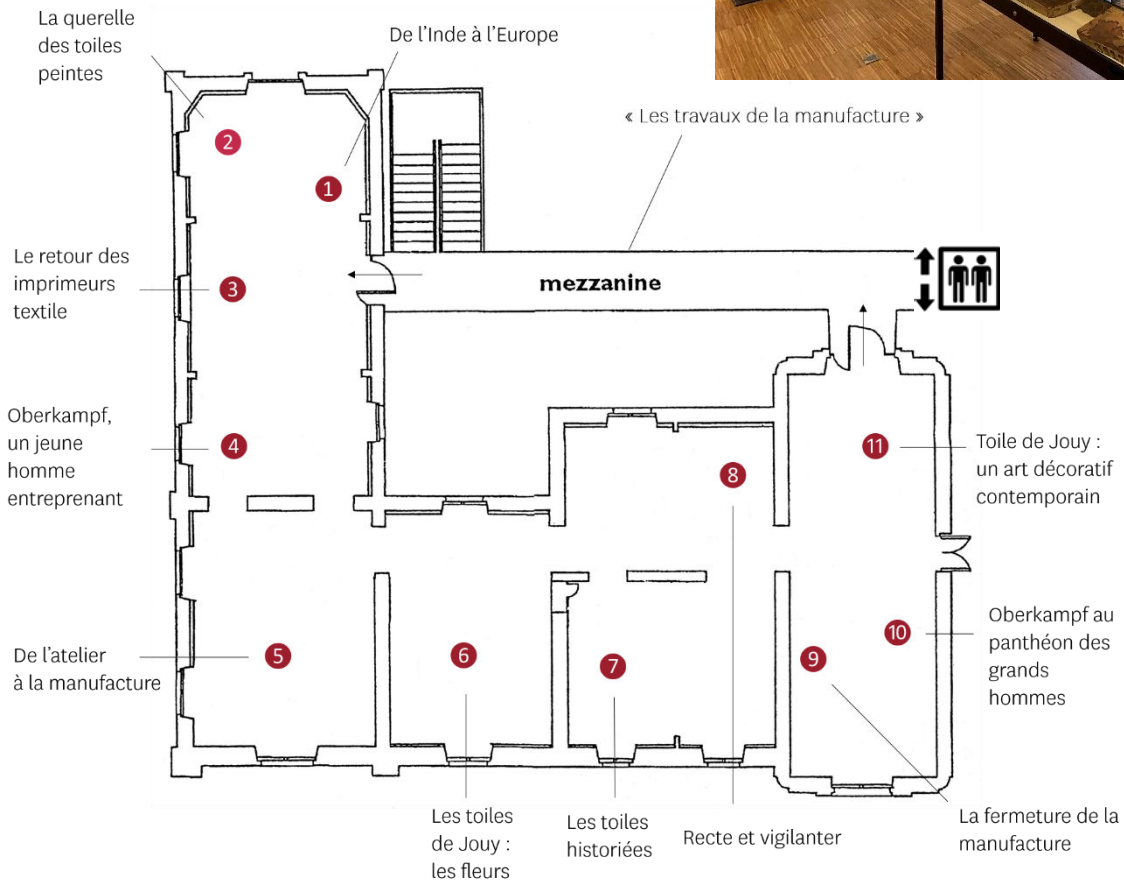 La querelle
des toiles
peintes
De l'Inde à l'Europe
« Les travaux de la manufacture »
2
1
Le retour des
imprimeurs
textile
3
mezzanine
Oberkampf,
un jeune
homme
entreprenant
4
8
11
Toile de Jouy :
un art décoratif
contemporain
De l'atelier
à la manufacture
5
6
7
9
10
Oberkampf au
panthéon des
grands
hommes
Les toiles
de Jouy :
les fleurs
Les toiles
historiées
Recte et vigilanter
La fermeture de la
manufacture